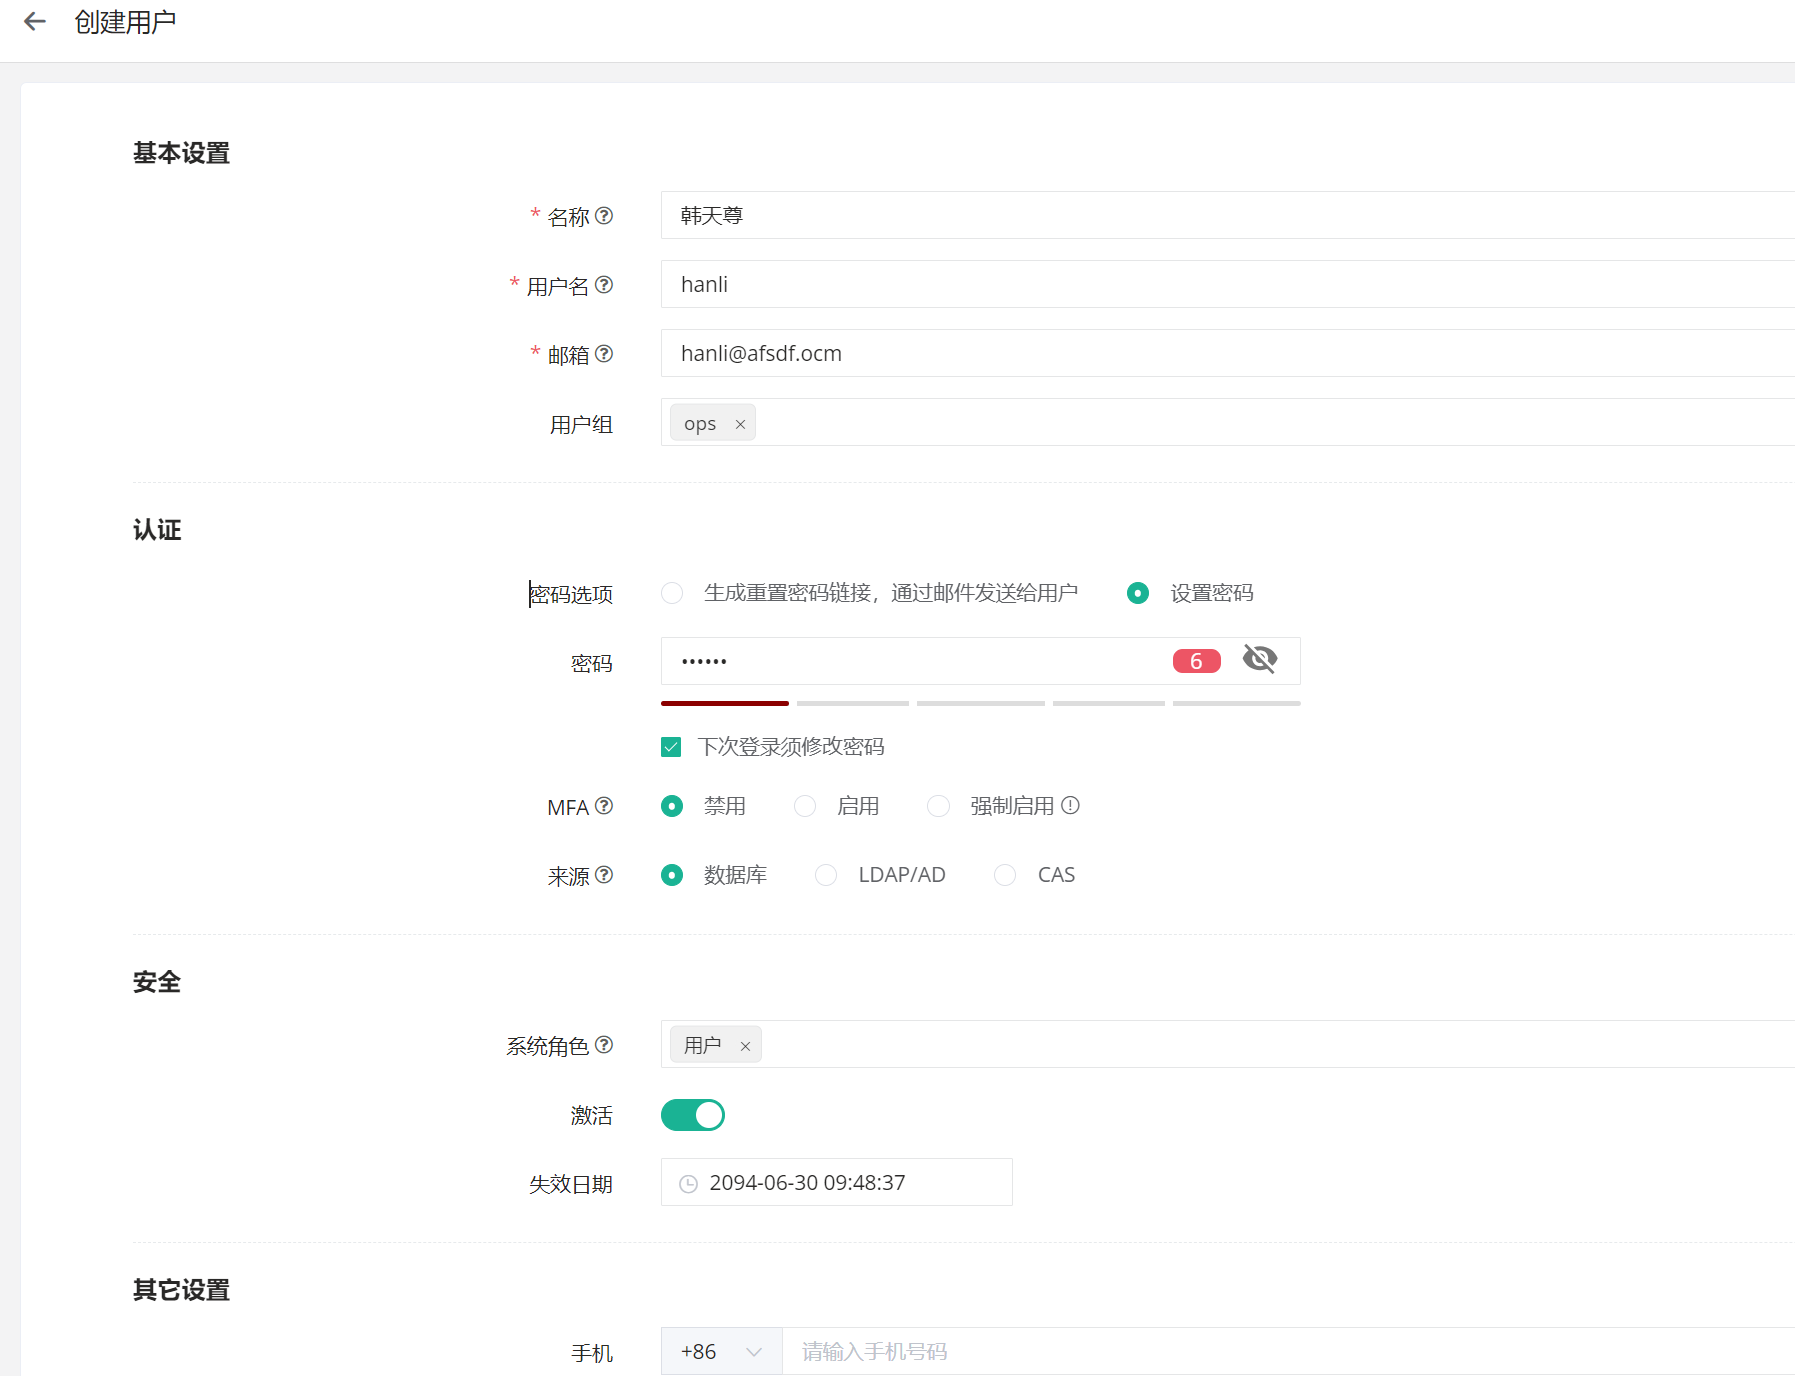 创建用户
基本设置
* 名称 韩天尊
* 用户名 hanli
* 邮箱 hanli@afsdf.ocm
用户组 ops ×
认证
密码选项 生成重置密码链接，通过邮件发送给用户 设置密码
密码 •••••• 6
下次登录须修改密码
MFA 禁用 启用 强制启用
来源 数据库 LDAP/AD CAS
安全
系统角色 用户 ×
激活
失效日期 2094-06-30 09:48:37
其它设置
手机 +86 请输入手机号码